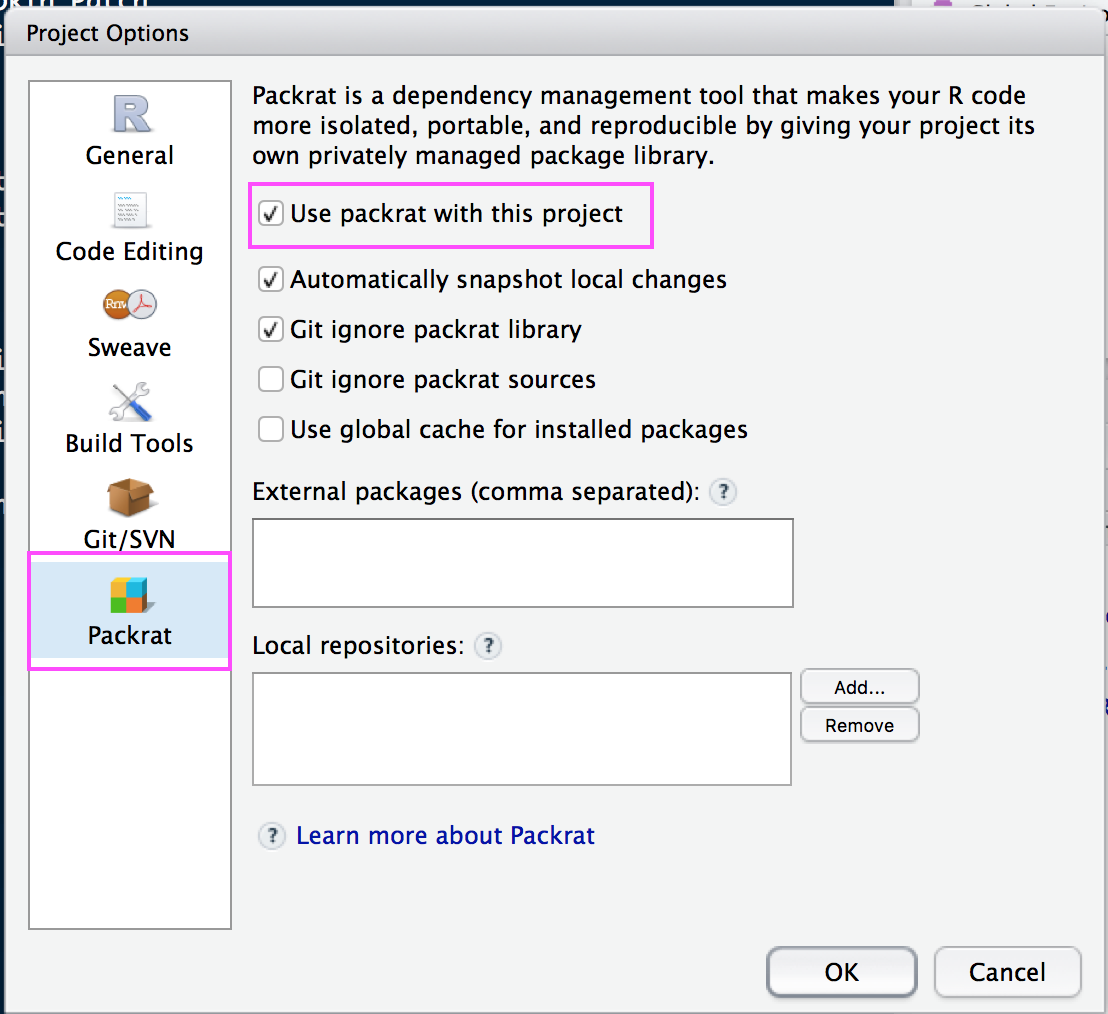 Project Options
General
Code Editing
Rnw
Sweave
Build Tools
Git/SVN
Packrat
Packrat is a dependency management tool that makes your R code
more isolated, portable, and reproducible by giving your project its
own privately managed package library.
Use packrat with this project
Automatically snapshot local changes
Git ignore packrat library
Git ignore packrat sources
Use global cache for installed packages
External packages (comma separated): ?
Local repositories: ?
Add...
Remove
? Learn more about Packrat
OK
Cancel